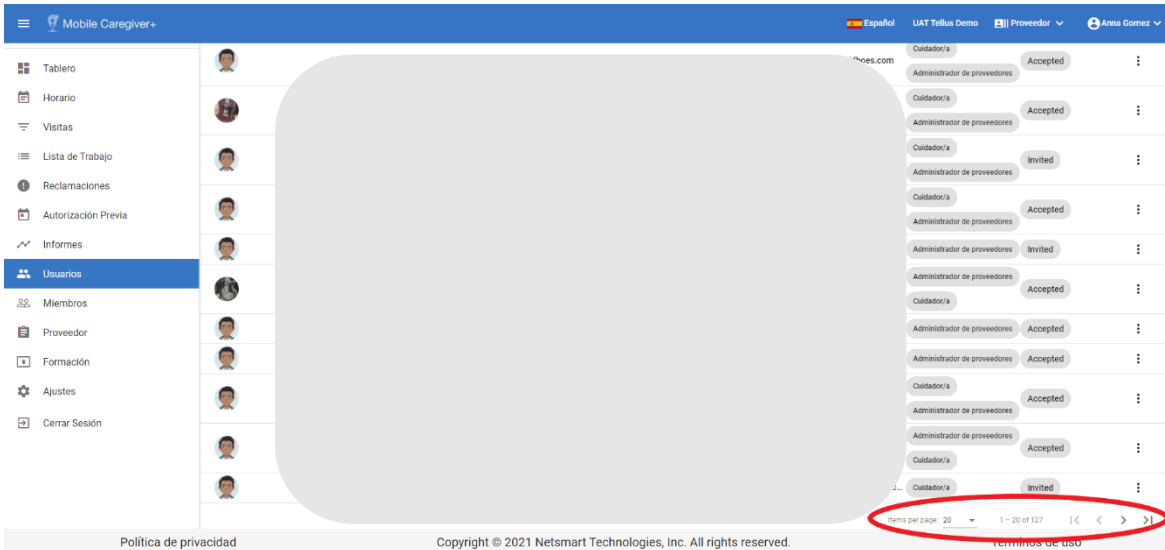 Mobile Caregiver+
Español UAT Tellus Demo Proveedor Anna Gomez
Tablero
Horario
Visitas
Lista de Trabajo
Reclamaciones
Autorización Previa
Informes
Usuarios
Miembros
Proveedor
Formación
Ajustes
Cerrar Sesión
Cuidador/a
Administrador de proveedores
Accepted
Cuidador/a
Administrador de proveedores
Accepted
Cuidador/a
Administrador de proveedores
Invited
Cuidador/a
Administrador de proveedores
Accepted
Administrador de proveedores Invited
Administrador de proveedores
Cuidador/a
Accepted
Administrador de proveedores Accepted
Administrador de proveedores Accepted
Cuidador/a
Administrador de proveedores
Accepted
Administrador de proveedores
Cuidador/a
Accepted
Cuidador/a Invited
Items per page: 20 1 – 20 of 127
Política de privacidad Copyright © 2021 Netsmart Technologies, Inc. All rights reserved. Términos de uso